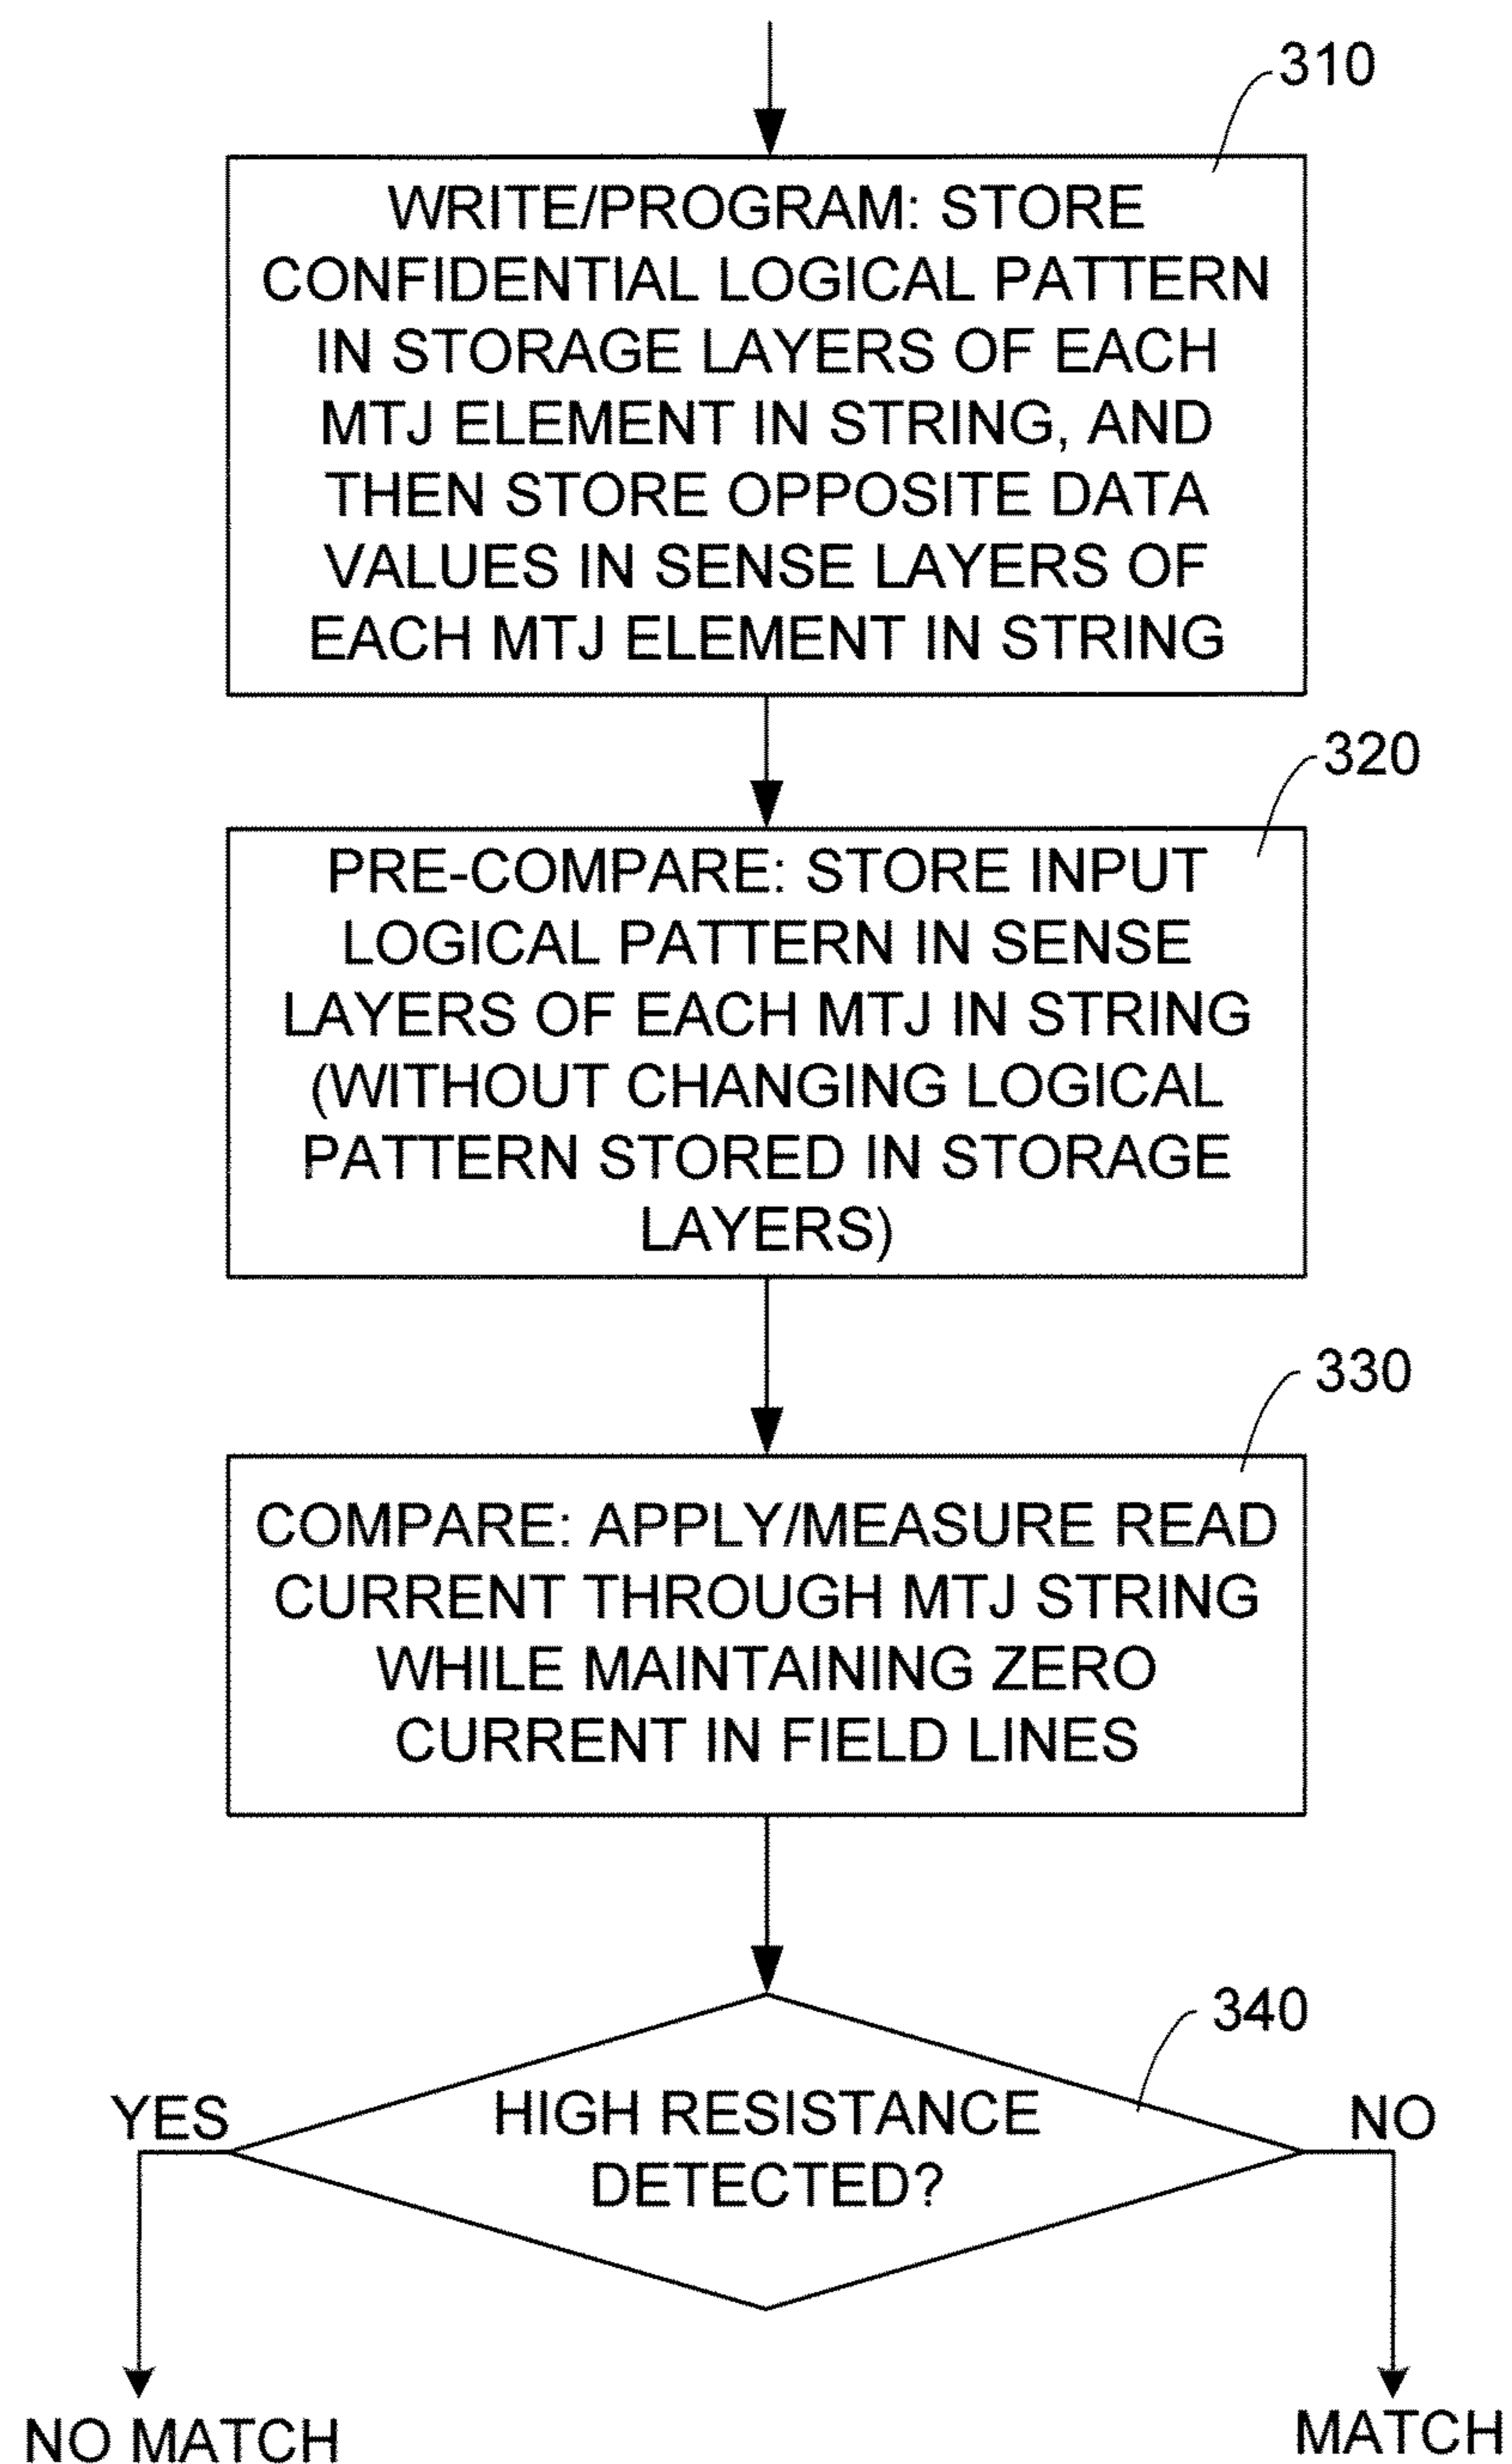 310
WRITE/PROGRAM: STORE
CONFIDENTIAL LOGICAL PATTERN
IN STORAGE LAYERS OF EACH
MTJ ELEMENT IN STRING, AND
THEN STORE OPPOSITE DATA
VALUES IN SENSE LAYERS OF
EACH MTJ ELEMENT IN STRING
320
PRE-COMPARE: STORE INPUT
LOGICAL PATTERN IN SENSE
LAYERS OF EACH MTJ IN STRING
(WITHOUT CHANGING LOGICAL
PATTERN STORED IN STORAGE
LAYERS)
330
COMPARE: APPLY/MEASURE READ
CURRENT THROUGH MTJ STRING
WHILE MAINTAINING ZERO
CURRENT IN FIELD LINES
340
YES
HIGH RESISTANCE
DETECTED?
NO
NO MATCH
MATCH